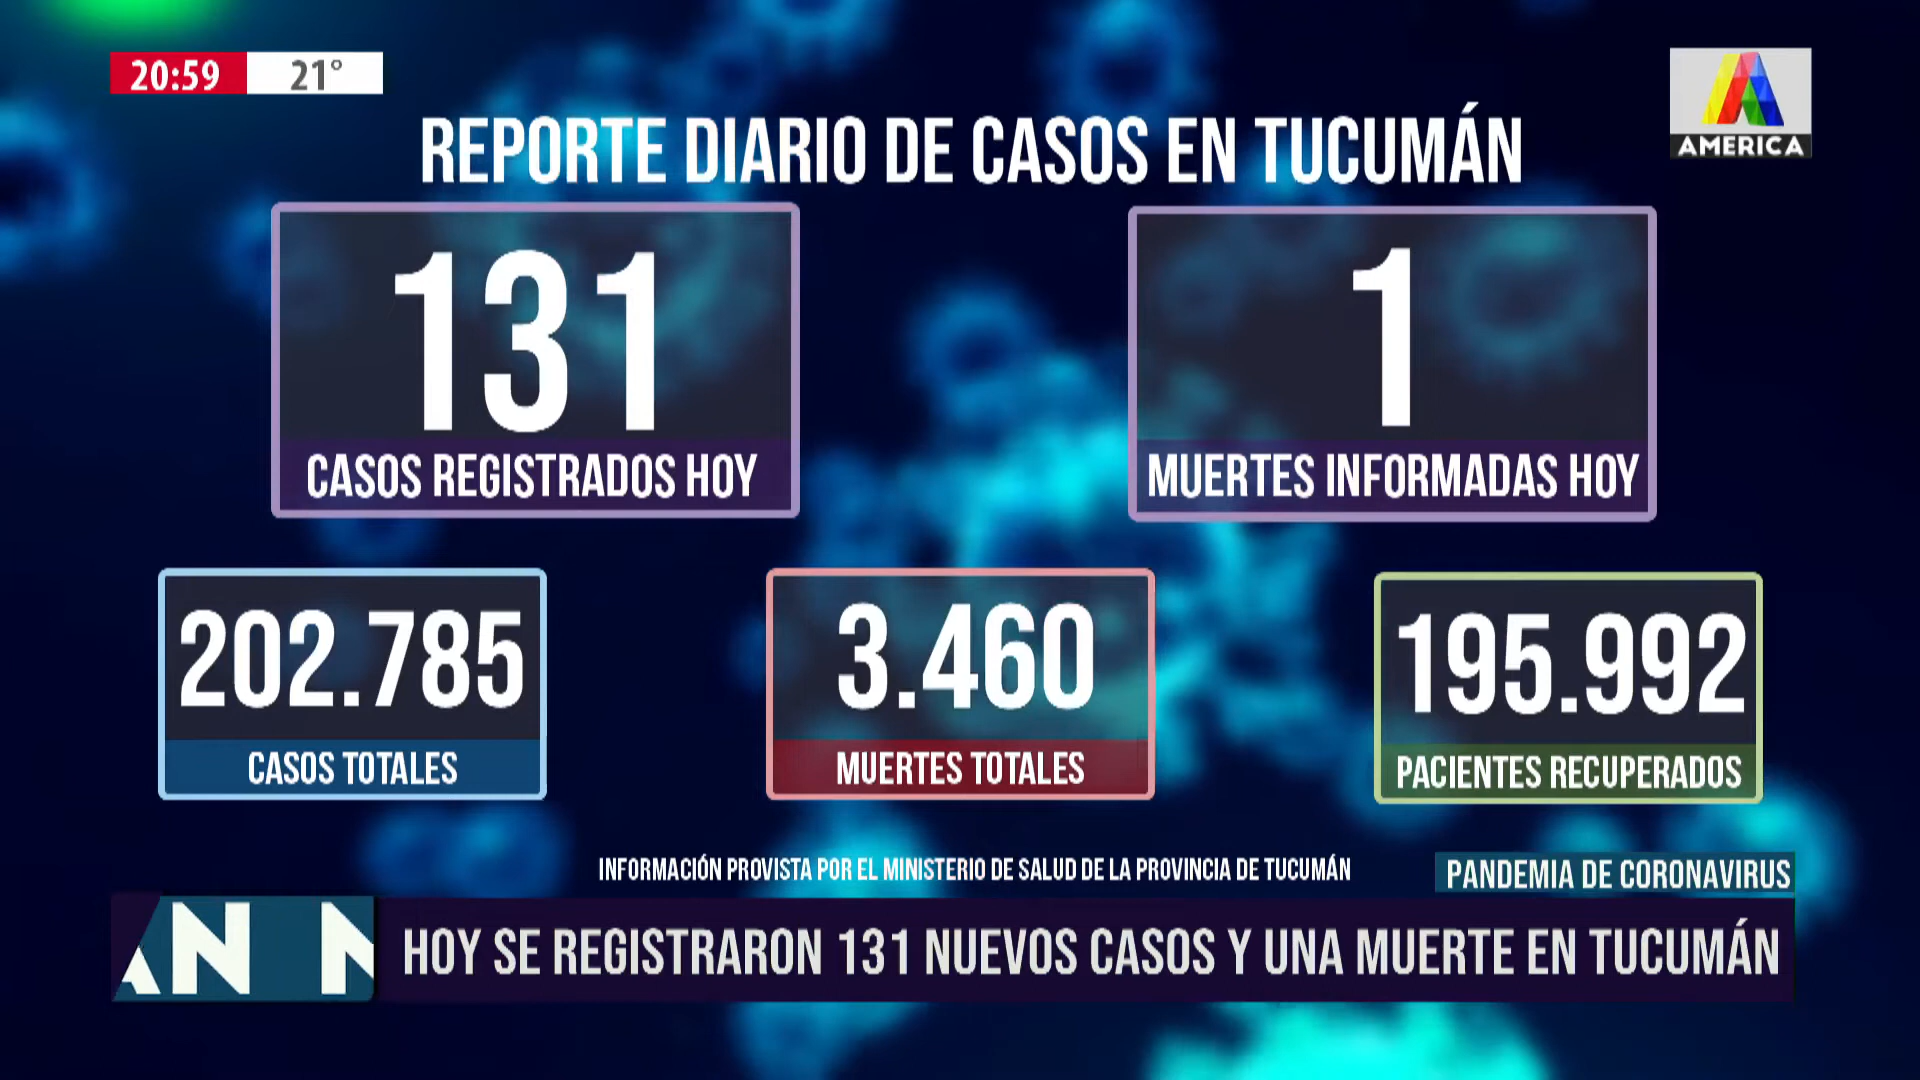 20:59 21°
AMERICA
REPORTE DIARIO DE CASOS EN TUCUMÁN
131
CASOS REGISTRADOS HOY
1
MUERTES INFORMADAS HOY
202.785
CASOS TOTALES
3.460
MUERTES TOTALES
195.992
PACIENTES RECUPERADOS
INFORMACIÓN PROVISTA POR EL MINISTERIO DE SALUD DE LA PROVINCIA DE TUCUMÁN
PANDEMIA DE CORONAVIRUS
AN N
HOY SE REGISTRARON 131 NUEVOS CASOS Y UNA MUERTE EN TUCUMÁN